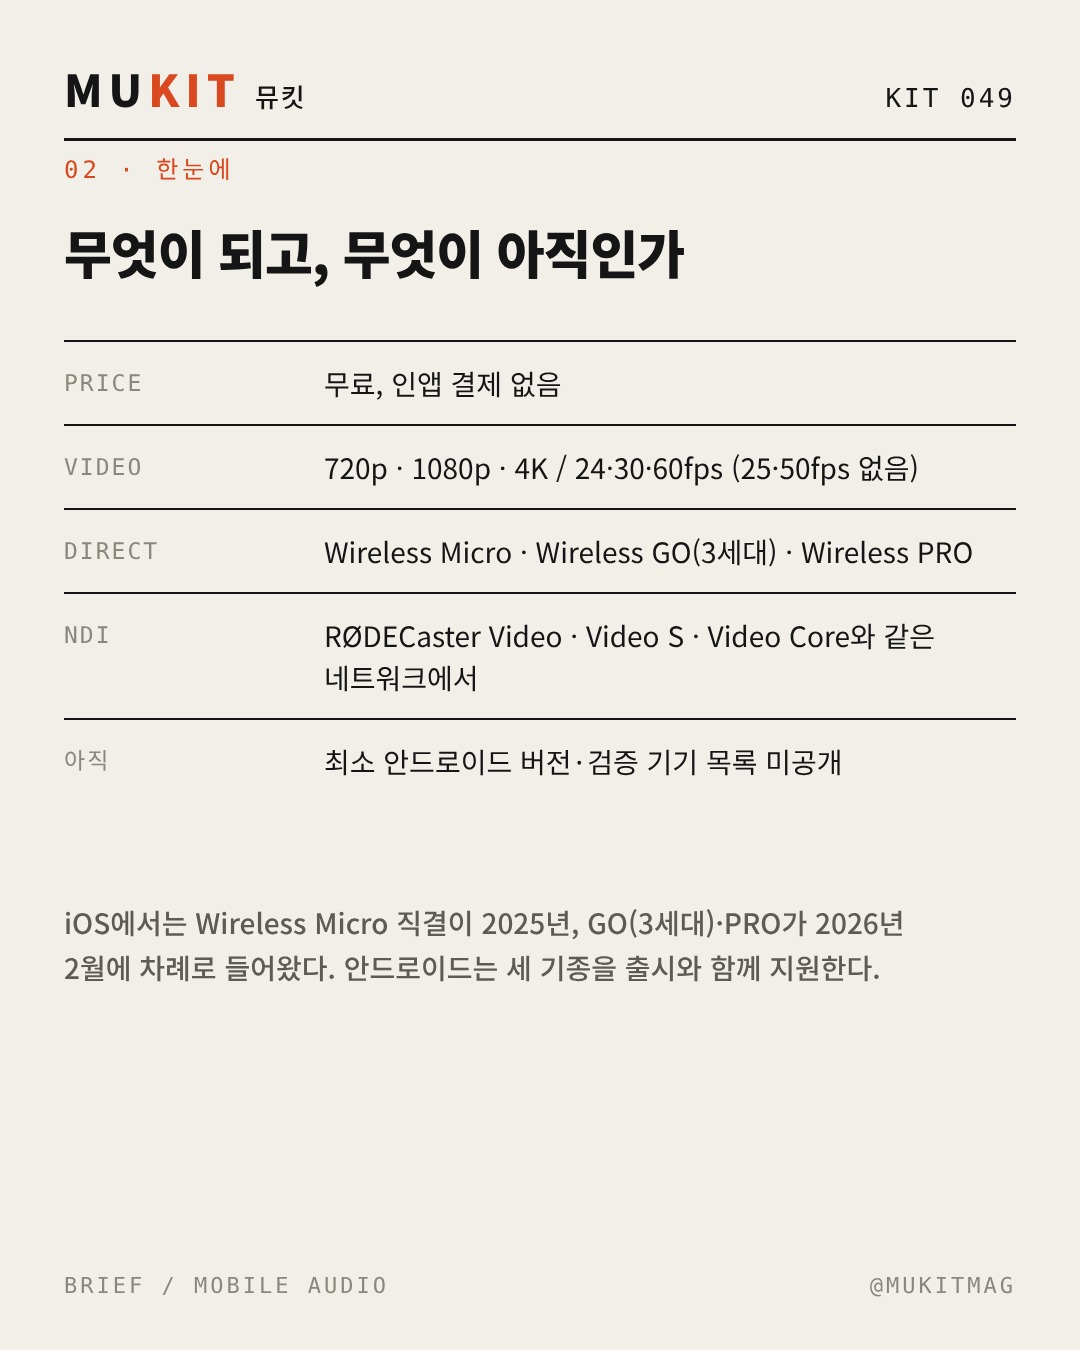 MUKIT 뮤킷
KIT 049
02 · 한눈에
무엇이 되고, 무엇이 아직인가
PRICE 무료, 인앱 결제 없음
VIDEO 720p · 1080p · 4K / 24·30·60fps (25·50fps 없음)
DIRECT Wireless Micro · Wireless GO(3세대) · Wireless PRO
NDI RØDECaster Video · Video S · Video Core와 같은
네트워크에서
아직 최소 안드로이드 버전·검증 기기 목록 미공개
iOS에서는 Wireless Micro 직결이 2025년, GO(3세대)·PRO가 2026년
2월에 차례로 들어왔다. 안드로이드는 세 기종을 출시와 함께 지원한다.
BRIEF / MOBILE AUDIO
@MUKITMAG